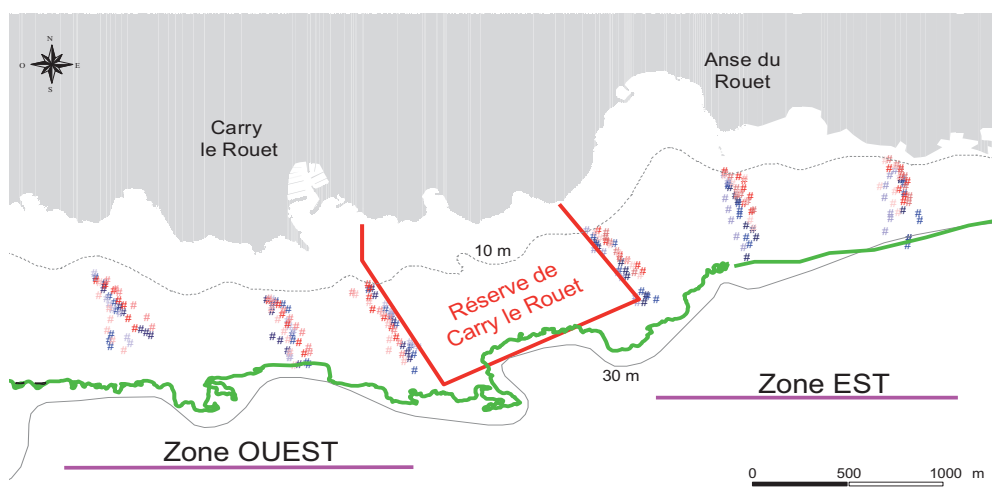 N
O E
S
Anse du
Rouet
Carry
le Rouet
10 m
Réserve de
Carry le Rouet
30 m
Zone EST
Zone OUEST
0 500 1000 m